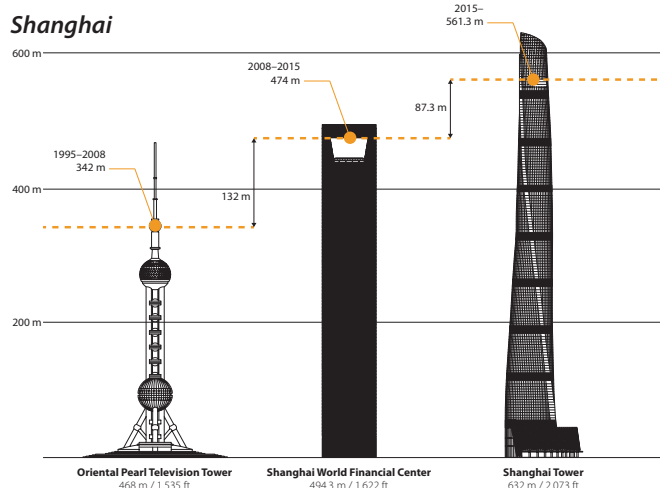 Shanghai
2015–
561.3 m
600 m
2008–2015
474 m
87.3 m
1995–2008
342 m
400 m
132 m
200 m
Oriental Pearl Television Tower
468 m / 1 535 ft
Shanghai World Financial Center
494.3 m / 1 622 ft
Shanghai Tower
632 m / 2 073 ft